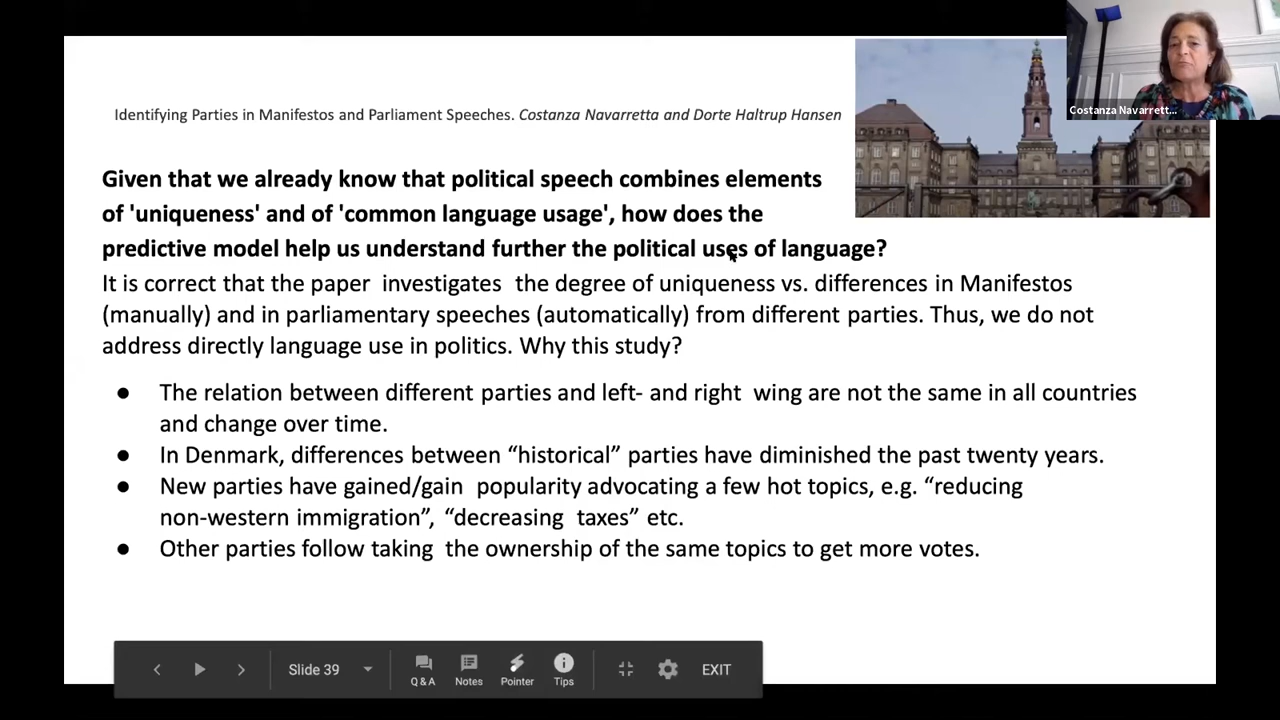 Costanza Navarrett...
Identifying Parties in Manifestos and Parliament Speeches. Costanza Navarretta and Dorte Haltrup Hansen
Given that we already know that political speech combines elements
of 'uniqueness' and of 'common language usage', how does the
predictive model help us understand further the political uses of language?
It is correct that the paper investigates the degree of uniqueness vs. differences in Manifestos
(manually) and in parliamentary speeches (automatically) from different parties. Thus, we do not
address directly language use in politics. Why this study?
● The relation between different parties and left- and right wing are not the same in all countries
and change over time.
● In Denmark, differences between “historical” parties have diminished the past twenty years.
● New parties have gained/gain popularity advocating a few hot topics, e.g. “reducing
non-western immigration”, “decreasing taxes” etc.
● Other parties follow taking the ownership of the same topics to get more votes.
Slide 39
Q & A
Notes
Pointer
Tips
EXIT